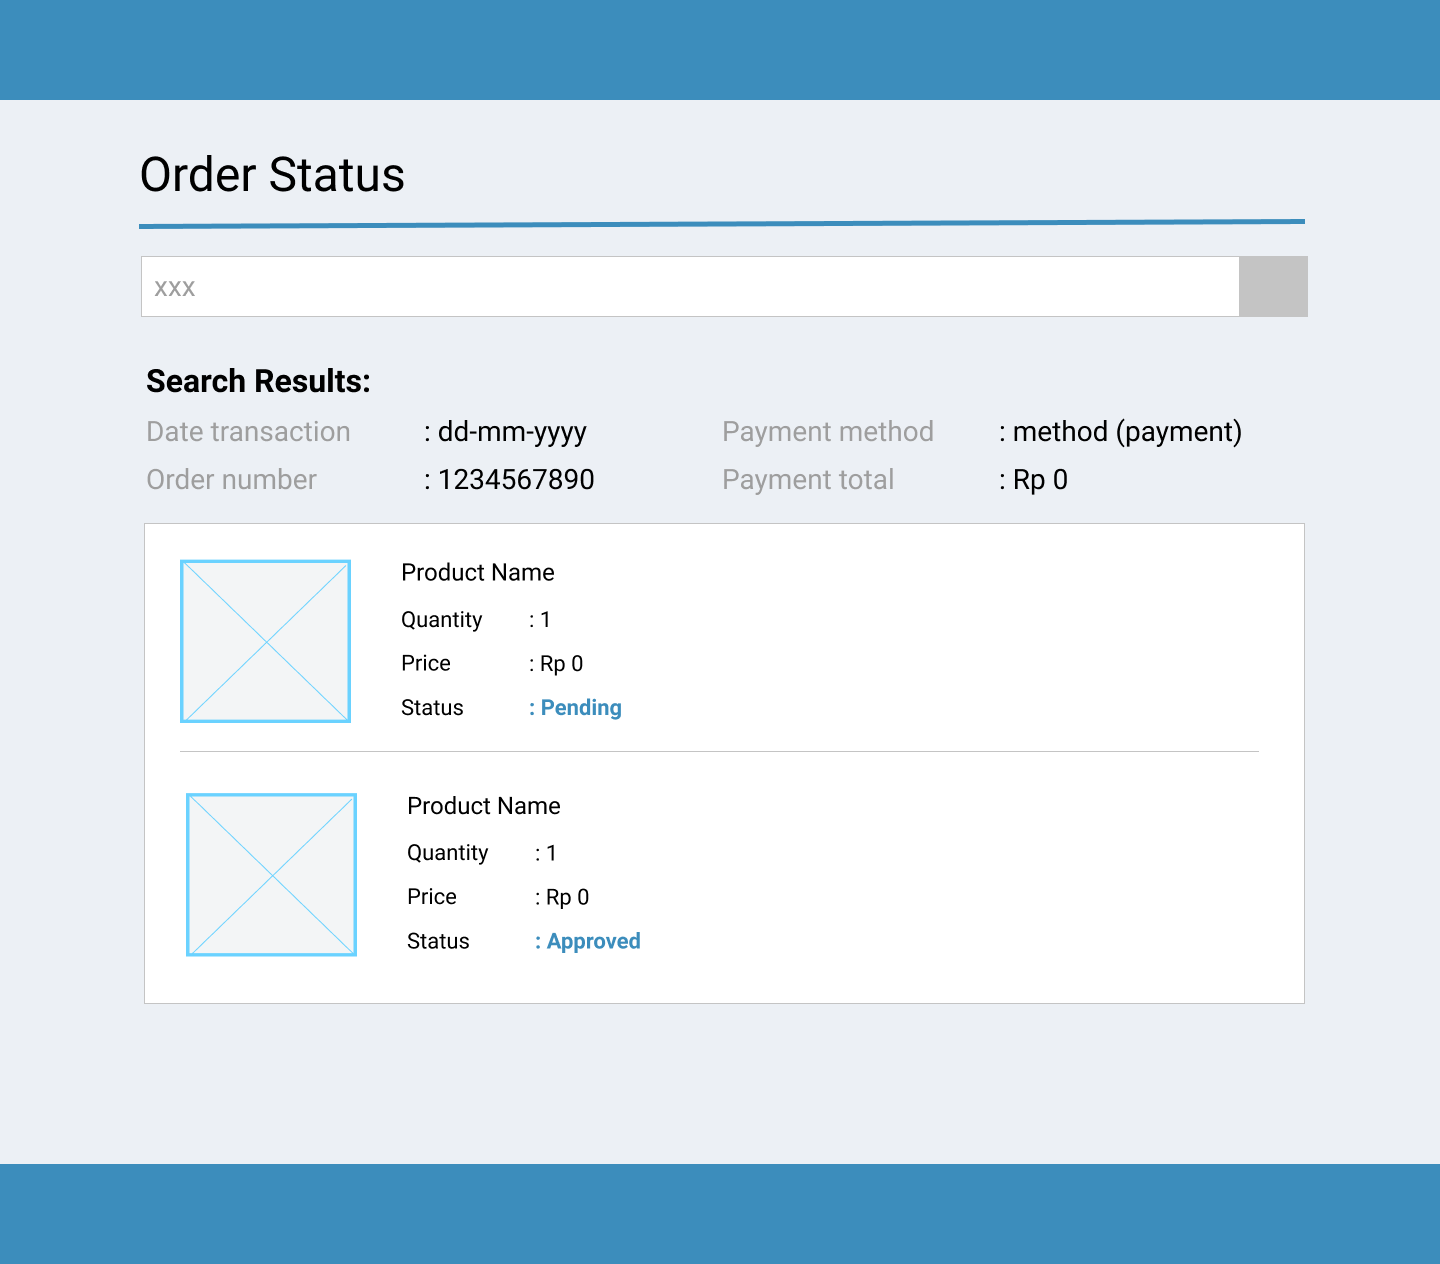 Order Status
xxx
Search Results:
Date transaction : dd-mm-yyyy Payment method : method (payment)
Order number : 1234567890 Payment total : Rp 0
Product Name
Quantity : 1
Price : Rp 0
Status : Pending
Product Name
Quantity : 1
Price : Rp 0
Status : Approved